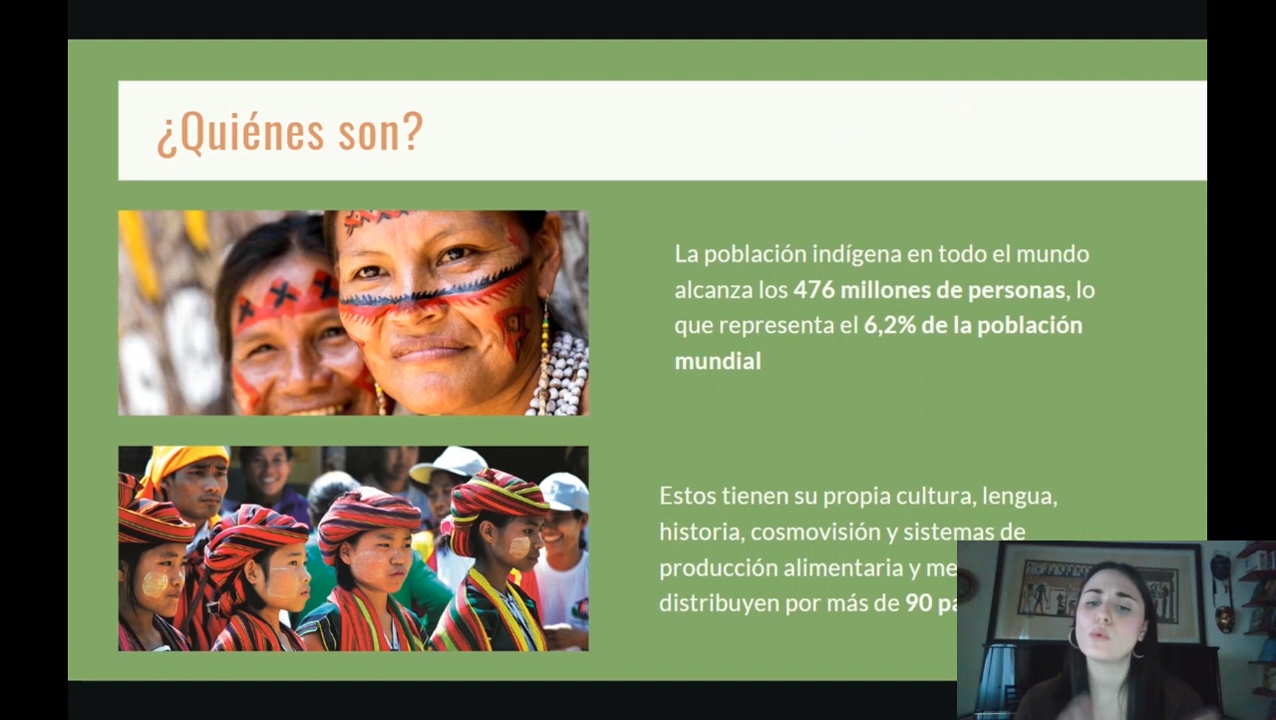 ¿Quiénes son?
La población indígena en todo el mundo
alcanza los 476 millones de personas, lo
que representa el 6,2% de la población
mundial
Estos tienen su propia cultura, lengua,
historia, cosmovisión y sistemas de
producción alimentaria y
distribuyen por más de 90